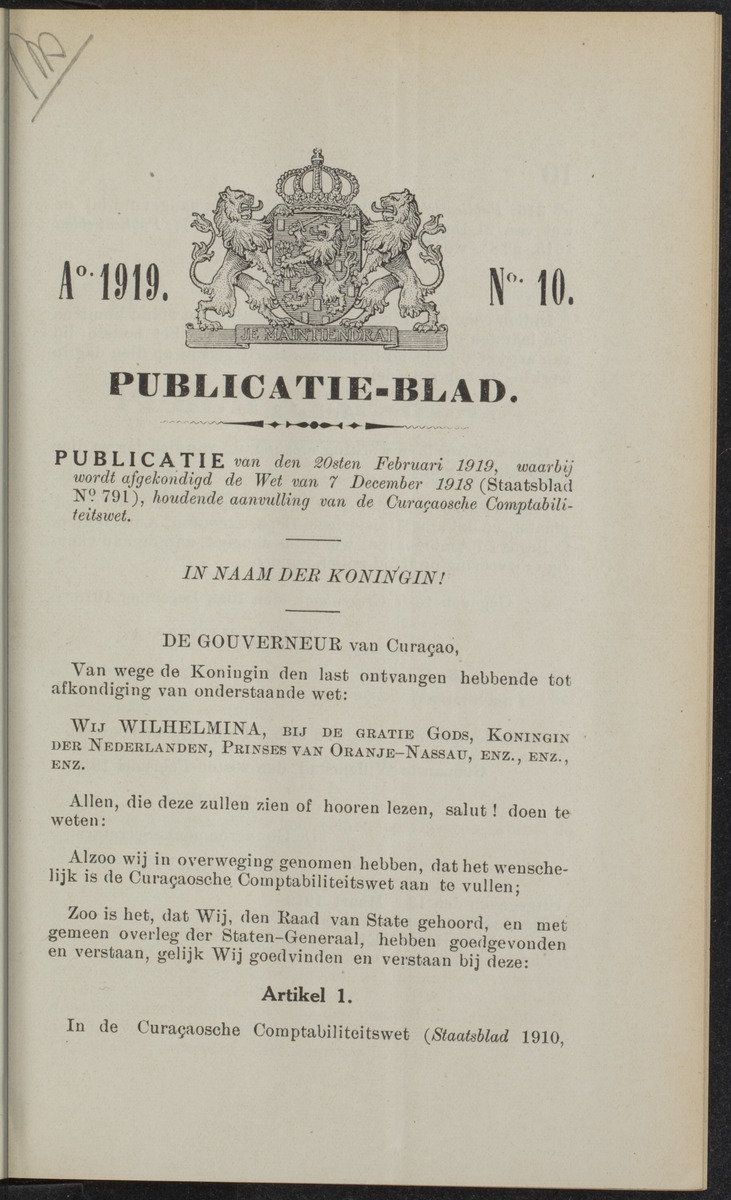 Ao. 1919.
No. 10.
JE MAINTIENDRAI
PUBLICATIE-BLAD.
PUBLICATIE van den 20sten Februari 1919, waarbij
wordt afgekondigd de Wet van 7 December 1918 (Staatsblad
No 791), houdende aanvulling van de Curaçaosche Comptabili-
teitswet.
IN NAAM DER KONINGIN!
DE GOUVERNEUR van Curaçao,
Van wege de Koningin den last ontvangen hebbende tot
afkondiging van onderstaande wet:
Wij WILHELMINA, bij de gratie Gods, Koningin
der Nederlanden, Prinses van Oranje-Nassau, enz., enz.,
enz.
Allen, die deze zullen zien of hooren lezen, salut! doen te
weten:
Alzoo wij in overweging genomen hebben, dat het wensche-
lijk is de Curaçaosche Comptabiliteitswet aan te vullen;
Zoo is het, dat Wij, den Raad van State gehoord, en met
gemeen overleg der Staten-Generaal, hebben goedgevonden
en verstaan, gelijk Wij goedvinden en verstaan bij deze:
Artikel 1.
In de Curaçaosche Comptabiliteitswet (Staatsblad 1910,